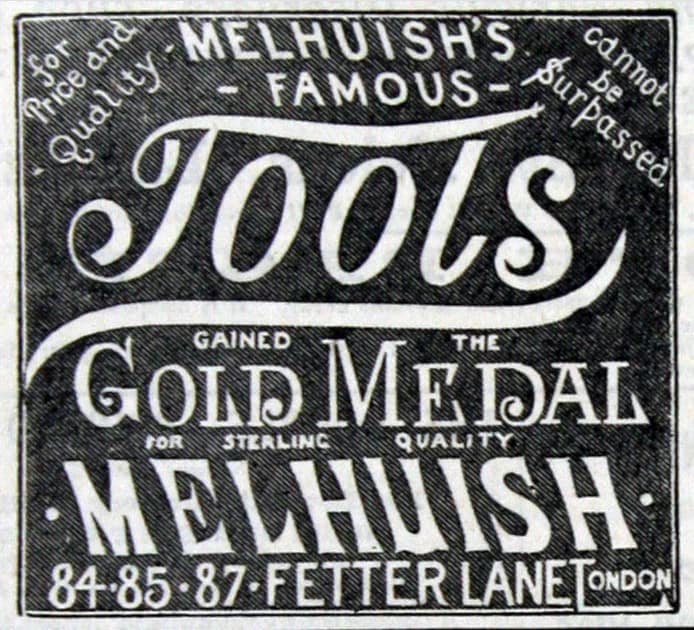 for
Price and
Quality
MELHUISH'S
- FAMOUS -
cannot
be
Surpassed
Tools
GAINED THE
GOLD MEDAL
FOR STERLING QUALITY
· MELHUISH ·
84·85·87·FETTER LANE LONDON